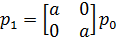 p₁ = [a 0
0 a] p₀